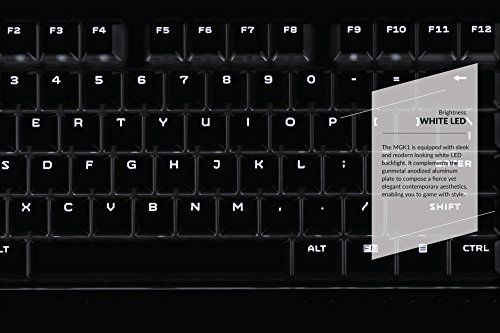 F2 F3 F4 F5 F6 F7 F8 F9 F10 F11 F12
3 4 5 6 7 8 9 0 - = ←
Brightness
WHITE LED
E R T Y U I O P [ ] \
The MGK1 is equipped with sleek
and modern looking white LED
backlight. It complements the
gunmetal anodized aluminum
plate to compose a fierce yet
elegant contemporary aesthetics,
enabling you to game with style.
S D F G H J K L ; ENTER
X C V B N M , . SHIFT
ALT FN CTRL